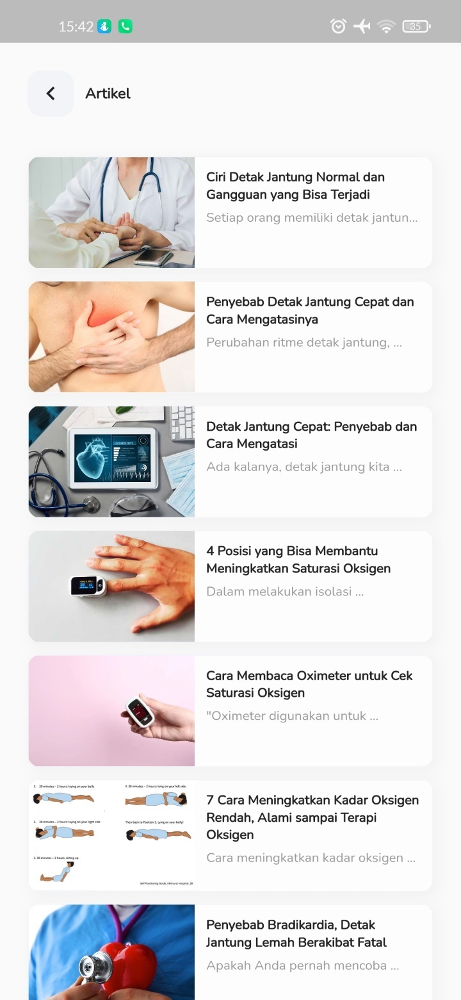 15:42
35
Artikel
Ciri Detak Jantung Normal dan
Gangguan yang Bisa Terjadi
Setiap orang memiliki detak jantun...
Penyebab Detak Jantung Cepat dan
Cara Mengatasinya
Perubahan ritme detak jantung, ...
Detak Jantung Cepat: Penyebab dan
Cara Mengatasi
Ada kalanya, detak jantung kita ...
4 Posisi yang Bisa Membantu
Meningkatkan Saturasi Oksigen
Dalam melakukan isolasi ...
Cara Membaca Oximeter untuk Cek
Saturasi Oksigen
"Oximeter digunakan untuk ...
1. 30 minutes – 2 hours: laying on your belly
4. 30 minutes – 2 hours: lying on your left side
2. 30 minutes – 2 hours: laying on your right side
Then back to Position 1. Lying on your belly!
3. 30 minutes – 2 hours: sitting up
Self Positioning Guide_Elmhurst Hospital_SB
7 Cara Meningkatkan Kadar Oksigen
Rendah, Alami sampai Terapi
Oksigen
Cara meningkatkan kadar oksigen ...
Penyebab Bradikardia, Detak
Jantung Lemah Berakibat Fatal
Apakah Anda pernah mencoba ...